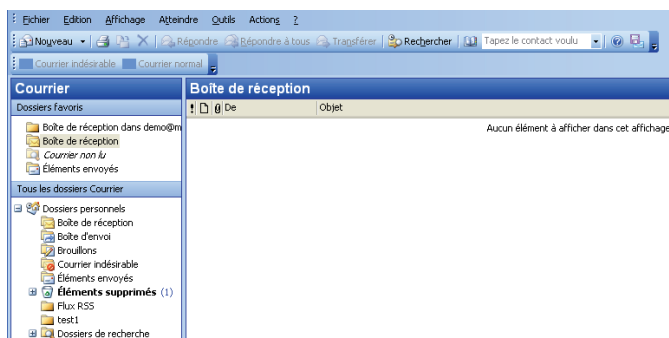 Fichier Edition Affichage Atteindre Outils Actions ?
Nouveau Répondre Répondre à tous Transférer Rechercher Tapez le contact voulu
Courrier indésirable Courrier normal
Courrier
Dossiers favoris
Boîte de réception dans demo@m
Boîte de réception
Courrier non lu
Éléments envoyés
Tous les dossiers Courrier
Dossiers personnels
Boîte de réception
Boîte d'envoi
Brouillons
Courrier indésirable
Éléments envoyés
Éléments supprimés (1)
Flux RSS
test1
Dossiers de recherche
Boîte de réception
De Objet
Aucun élément à afficher dans cet affichage